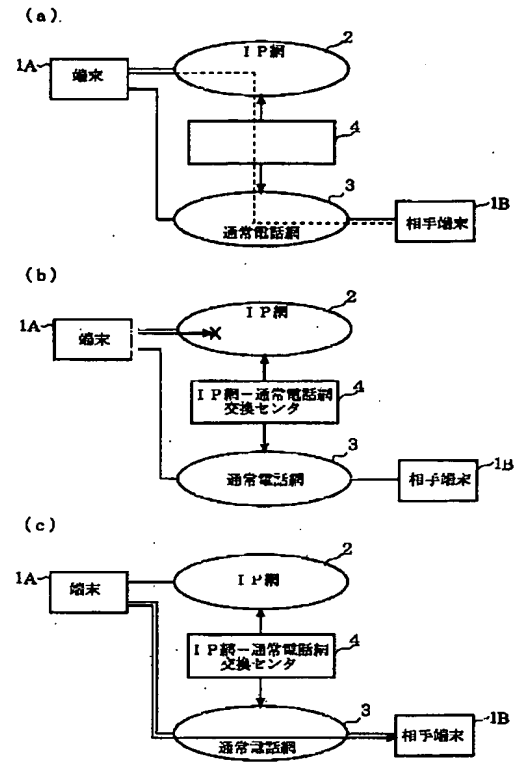 (a)
IP網
2
1A
端末
4
3
通常電話網
1B
相手端末
(b)
IP網
2
1A
端末
IP網－通常電話網
交換センタ
4
3
通常電話網
1B
相手端末
(c)
2
1A
端末
IP網
IP網－通常電話網
交換センタ
4
3
通常電話網
1B
相手端末